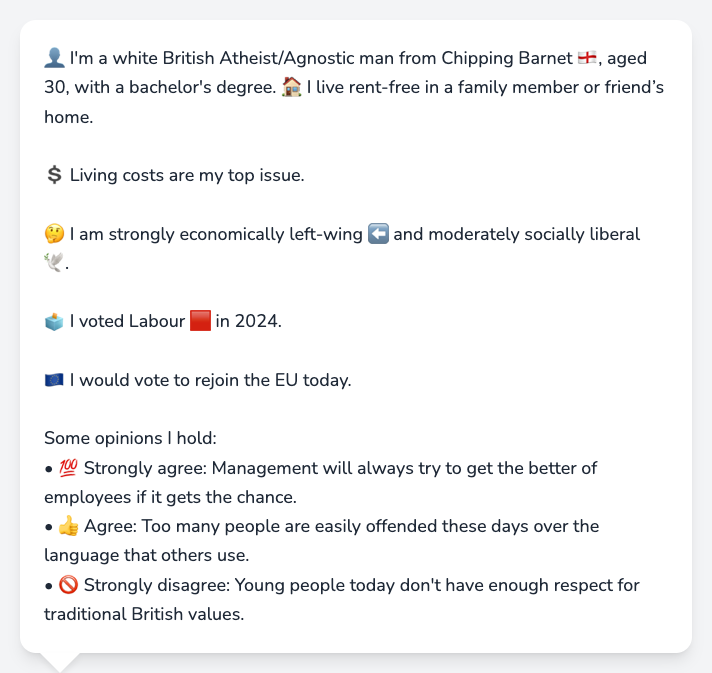 👤 I'm a white British Atheist/Agnostic man from Chipping Barnet 🏴󠁧󠁢󠁥󠁮󠁧󠁿, aged
30, with a bachelor's degree. 🏠 I live rent-free in a family member or friend’s
home.
💲 Living costs are my top issue.
🤔 I am strongly economically left-wing ⬅️ and moderately socially liberal
🕊️.
🗳️ I voted Labour 🟥 in 2024.
🇪🇺 I would vote to rejoin the EU today.
Some opinions I hold:
• 💯 Strongly agree: Management will always try to get the better of
employees if it gets the chance.
• 👍 Agree: Too many people are easily offended these days over the
language that others use.
• 🚫 Strongly disagree: Young people today don't have enough respect for
traditional British values.